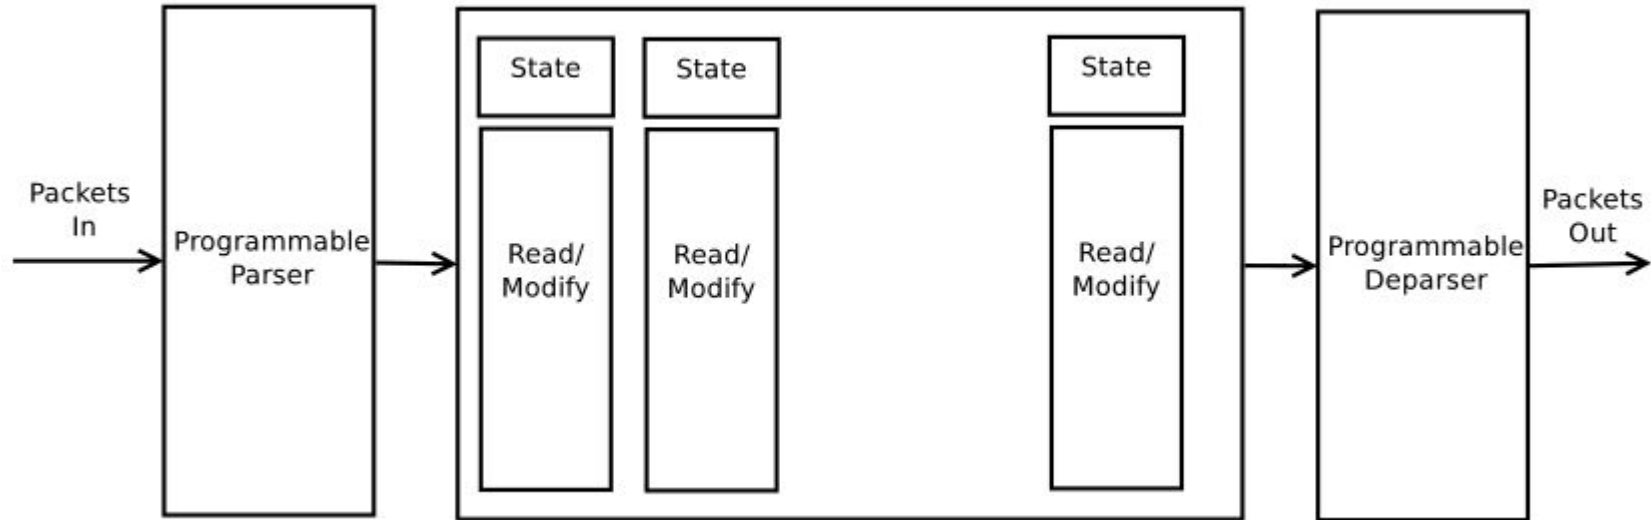 Packets
In
Programmable
Parser
State
Read/
Modify
State
Read/
Modify
State
Read/
Modify
Programmable
Deparser
Packets
Out